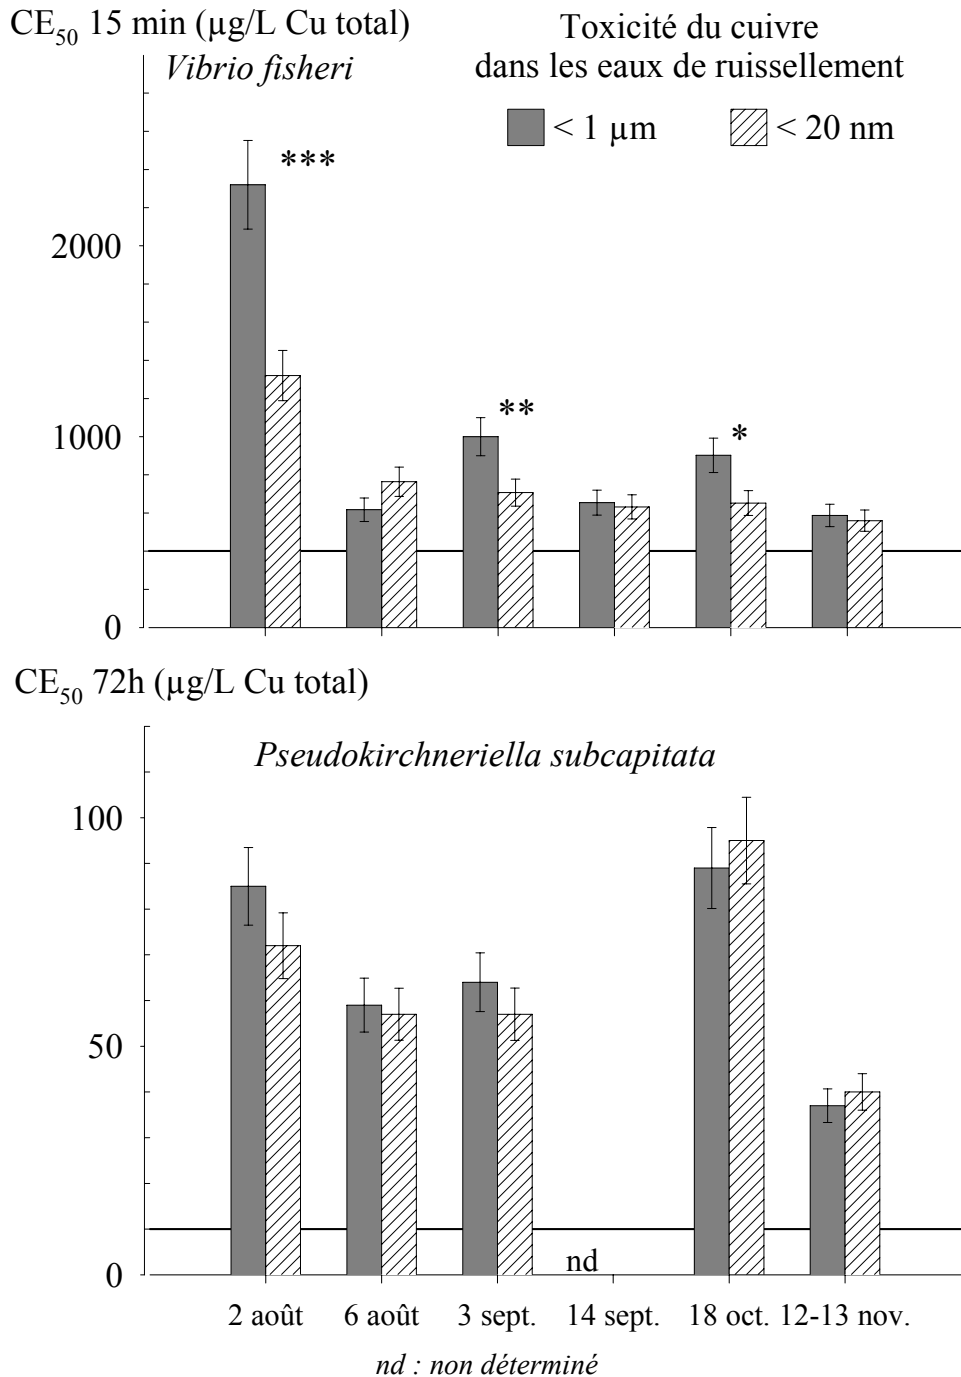 CE50 15 min (µg/L Cu total)
Toxicité du cuivre
dans les eaux de ruissellement
Vibrio fisheri
< 1 µm
< 20 nm
***
2000
**
*
1000
0
CE50 72h (µg/L Cu total)
Pseudokirchneriella subcapitata
100
50
nd
0
2 août 6 août 3 sept. 14 sept. 18 oct. 12-13 nov.
nd : non déterminé